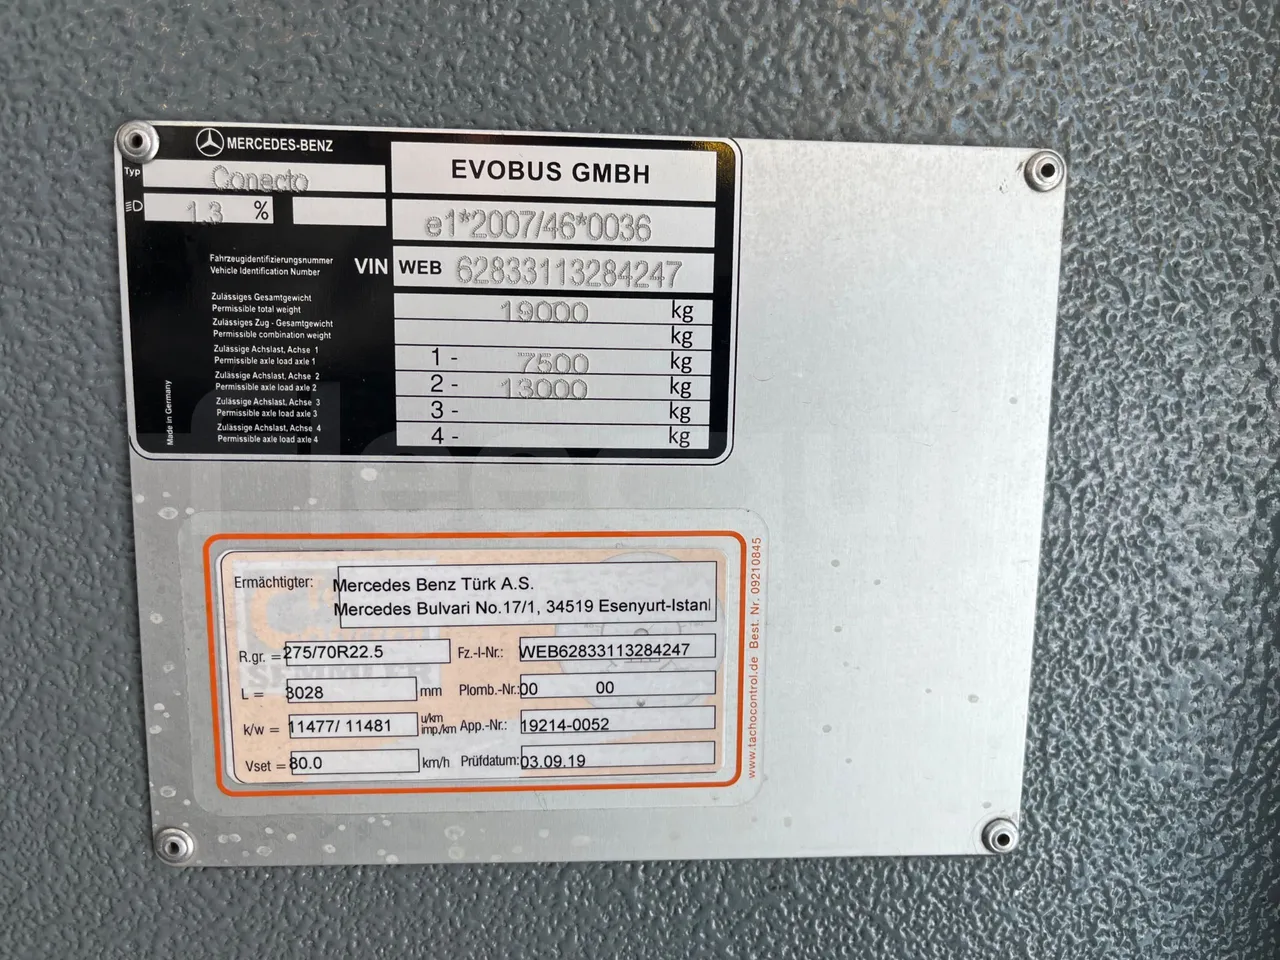 MERCEDES-BENZ
EVOBUS GMBH
Typ Conecto
1.3 %
e1*2007/46*0036
Fahrzeugidentifizierungsnummer
Vehicle Identification Number
VIN WEB 62833113284247
Zulässiges Gesamtgewicht
Permissible total weight
19000 kg
Zulässiges Zug - Gesamtgewicht
Permissible combination weight
kg
Zulässige Achslast, Achse 1
Permissible axle load axle 1
1 - 7500 kg
Zulässige Achslast, Achse 2
Permissible axle load axle 2
2 - 13000 kg
Zulässige Achslast, Achse 3
Permissible axle load axle 3
3 - kg
Zulässige Achslast, Achse 4
Permissible axle load axle 4
4 - kg
Made in Germany
Ermächtigter: Mercedes Benz Türk A.S.
Mercedes Bulvari No.17/1, 34519 Esenyurt-Istanl
R.gr. = 275/70R22.5 Fz.-I-Nr.: WEB62833113284247
L = 3028 mm Plomb.-Nr.: 00 00
k/w = 11477/ 11481 u/km imp./km App.-Nr.: 19214-0052
Vset = 80.0 km/h Prüfdatum: 03.09.19
www.tachocontrol.de Best. Nr. 09210845